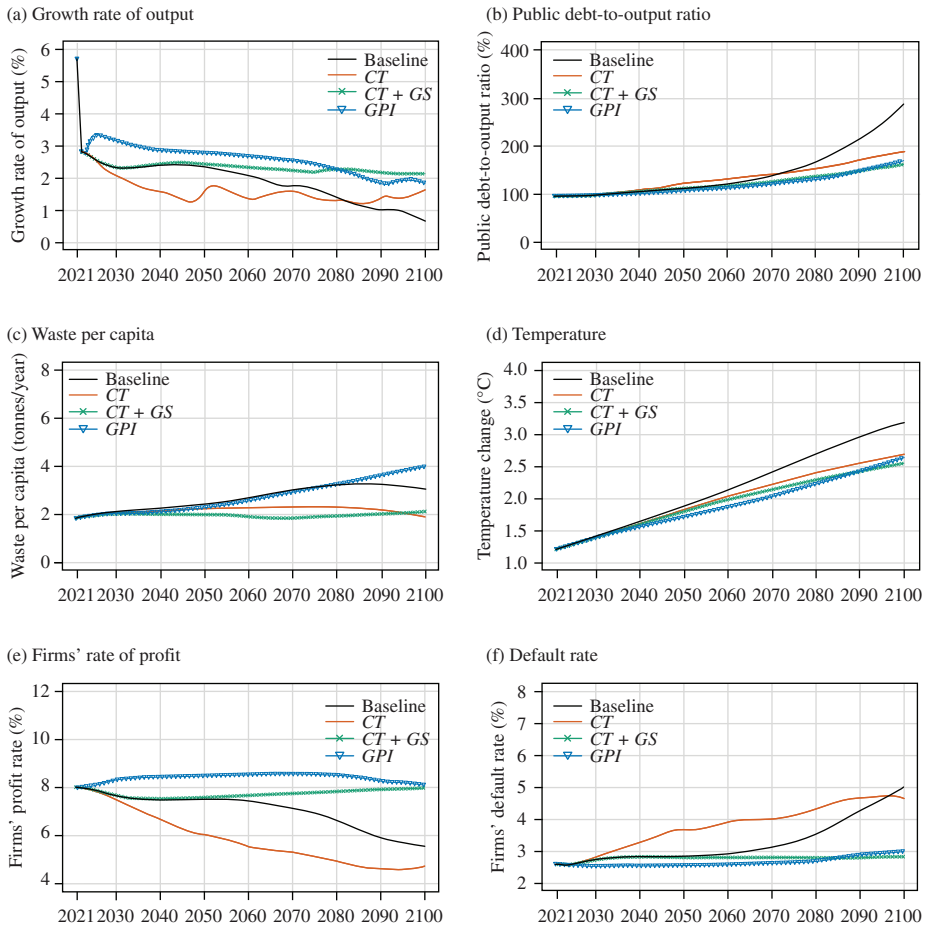 (a) Growth rate of output
Growth rate of output (%)
6
5
4
3
2
1
0
Baseline
CT
CT + GS
GPI
2021 2030 2040 2050 2060 2070 2080 2090 2100
(b) Public debt-to-output ratio
Public debt-to-output ratio (%)
400
300
200
100
0
Baseline
CT
CT + GS
GPI
2021 2030 2040 2050 2060 2070 2080 2090 2100
(c) Waste per capita
Waste per capita (tonnes/year)
8
6
4
2
0
Baseline
CT
CT + GS
GPI
2021 2030 2040 2050 2060 2070 2080 2090 2100
(d) Temperature
Temperature change (°C)
4.0
3.5
3.0
2.5
2.0
1.5
1.0
Baseline
CT
CT + GS
GPI
2021 2030 2040 2050 2060 2070 2080 2090 2100
(e) Firms’ rate of profit
Firms’ profit rate (%)
12
10
8
6
4
Baseline
CT
CT + GS
GPI
2021 2030 2040 2050 2060 2070 2080 2090 2100
(f) Default rate
Firms’ default rate (%)
8
7
6
5
4
3
2
Baseline
CT
CT + GS
GPI
2021 2030 2040 2050 2060 2070 2080 2090 2100